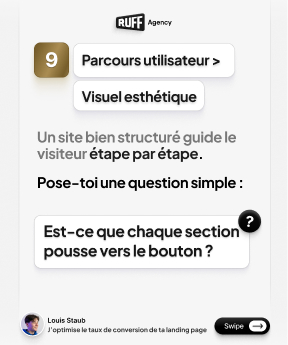 RUFF Agency
9
Parcours utilisateur >
Visuel esthétique
Un site bien structuré guide le
visiteur étape par étape.
Pose-toi une question simple :
?
Est-ce que chaque section
pousse vers le bouton ?
Louis Staub
J'optimise le taux de conversion de ta landing page
Swipe